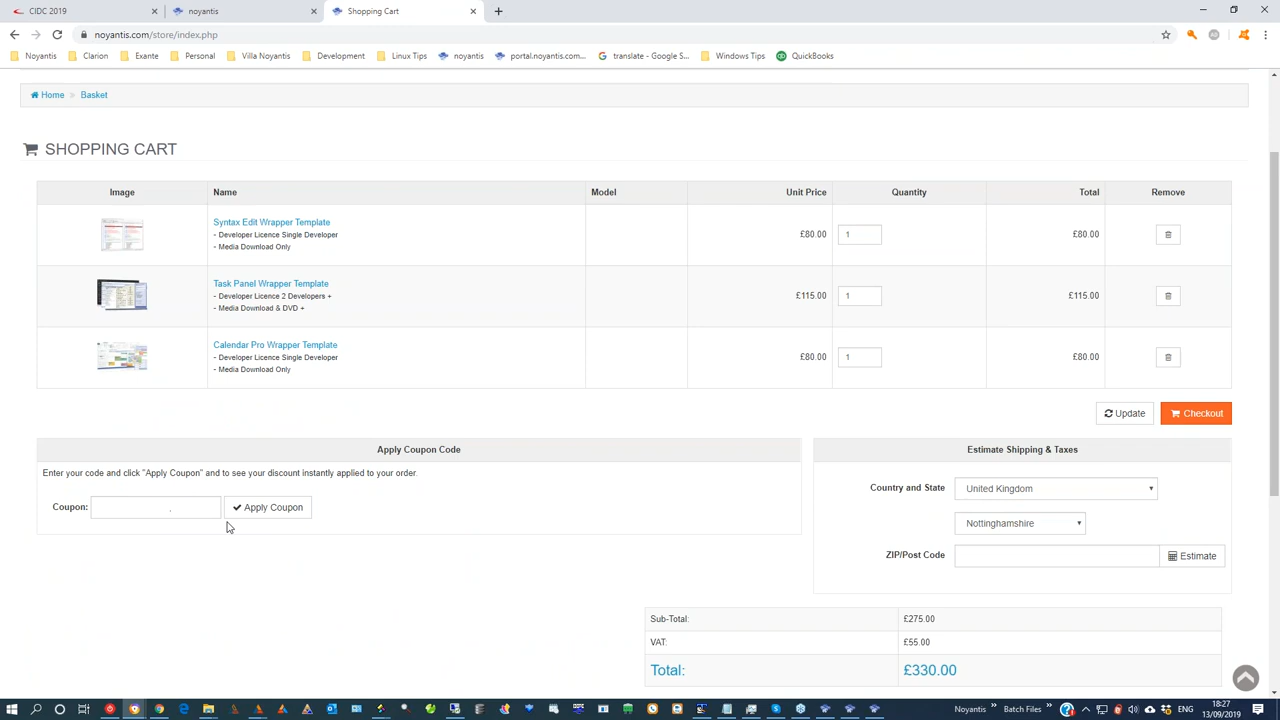 CIDC 2019
noyantis
Shopping Cart
noyantis.com/store/index.php
Noyantis
Clarion
Exante
Personal
Villa Noyantis
Development
Linux Tips
noyantis
portal.noyantis.com...
translate - Google S...
Windows Tips
QuickBooks
Home » Basket
SHOPPING CART
Image Name Model Unit Price Quantity Total Remove
Syntax Edit Wrapper Template
- Developer Licence Single Developer
- Media Download Only
£80.00 1 £80.00
Task Panel Wrapper Template
- Developer Licence 2 Developers +
- Media Download & DVD +
£115.00 1 £115.00
Calendar Pro Wrapper Template
- Developer Licence Single Developer
- Media Download Only
£80.00 1 £80.00
Update
Checkout
Apply Coupon Code
Enter your code and click "Apply Coupon" and to see your discount instantly applied to your order.
Coupon:
Apply Coupon
Estimate Shipping & Taxes
Country and State United Kingdom
Nottinghamshire
ZIP/Post Code Estimate
Sub-Total: £275.00
VAT: £55.00
Total: £330.00
Noyantis
Batch Files
ENG
18:27
13/09/2019